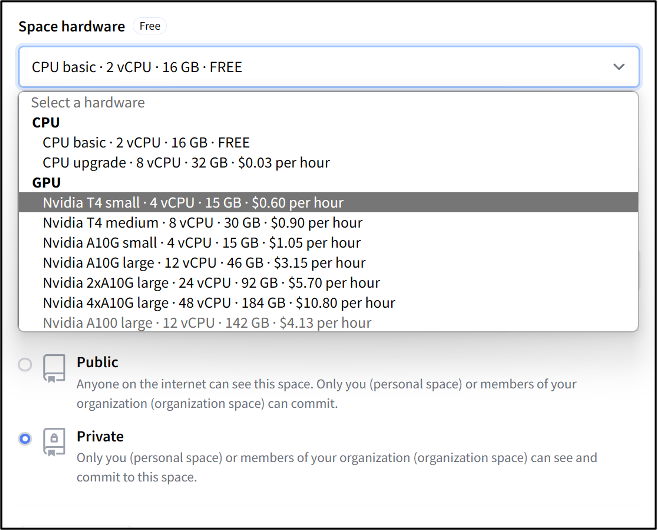 Space hardware Free
CPU basic · 2 vCPU · 16 GB · FREE
Select a hardware
CPU
CPU basic · 2 vCPU · 16 GB · FREE
CPU upgrade · 8 vCPU · 32 GB · $0.03 per hour
GPU
Nvidia T4 small · 4 vCPU · 15 GB · $0.60 per hour
Nvidia T4 medium · 8 vCPU · 30 GB · $0.90 per hour
Nvidia A10G small · 4 vCPU · 15 GB · $1.05 per hour
Nvidia A10G large · 12 vCPU · 46 GB · $3.15 per hour
Nvidia 2xA10G large · 24 vCPU · 92 GB · $5.70 per hour
Nvidia 4xA10G large · 48 vCPU · 184 GB · $10.80 per hour
Nvidia A100 large · 12 vCPU · 142 GB · $4.13 per hour
Public
Anyone on the internet can see this space. Only you (personal space) or members of your
organization (organization space) can commit.
Private
Only you (personal space) or members of your organization (organization space) can see and
commit to this space.